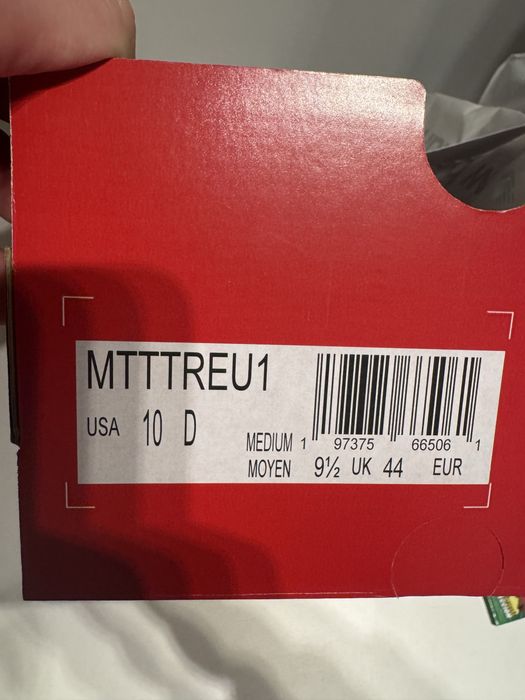 MTTTREU1
USA 10 D
MEDIUM 1 97375 66506 1
MOYEN 9½ UK 44 EUR